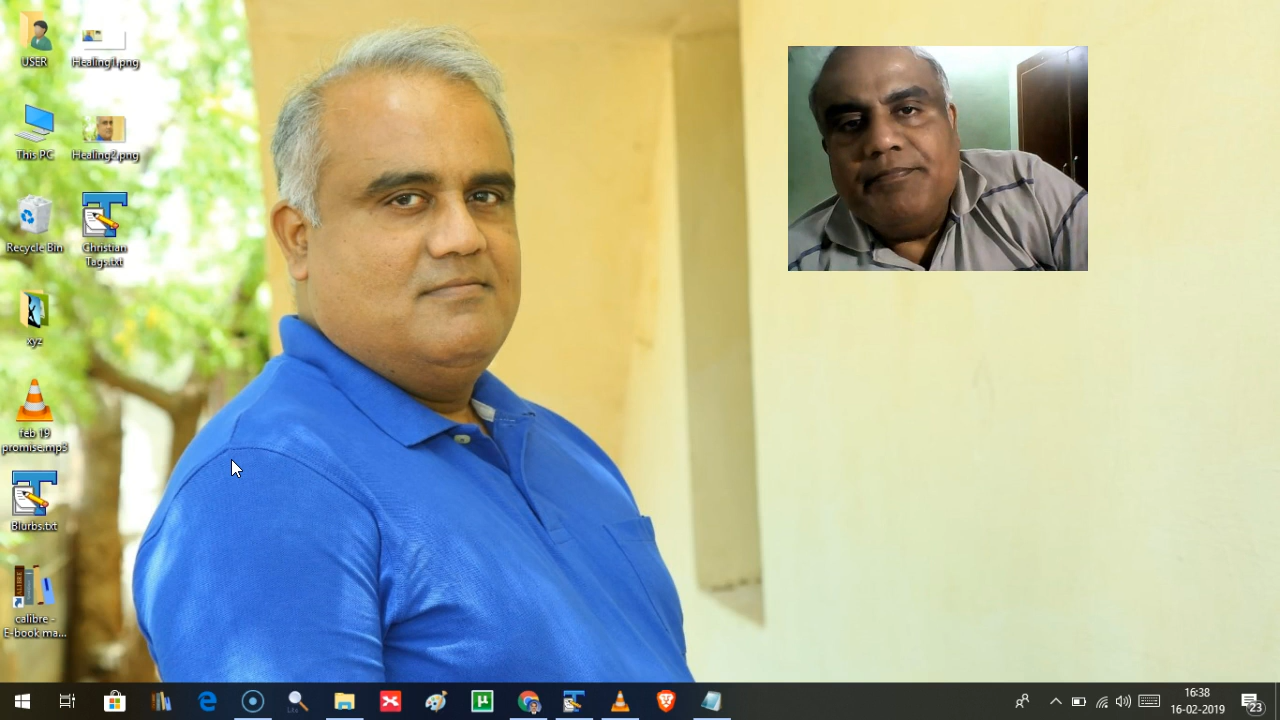 USER
Healing1.png
This PC
Healing2.png
Recycle Bin
Christian
Tags.txt
xyz
feb 19
promise.mp3
Blurbs.txt
calibre -
E-book ma...
16:38
16-02-2019
23